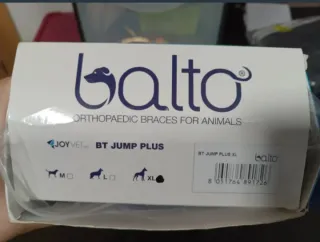 balto®
ORTHOPAEDIC BRACES FOR ANIMALS
JOYVET BT JUMP PLUS
M L XL
BT JUMP PLUS XL balto